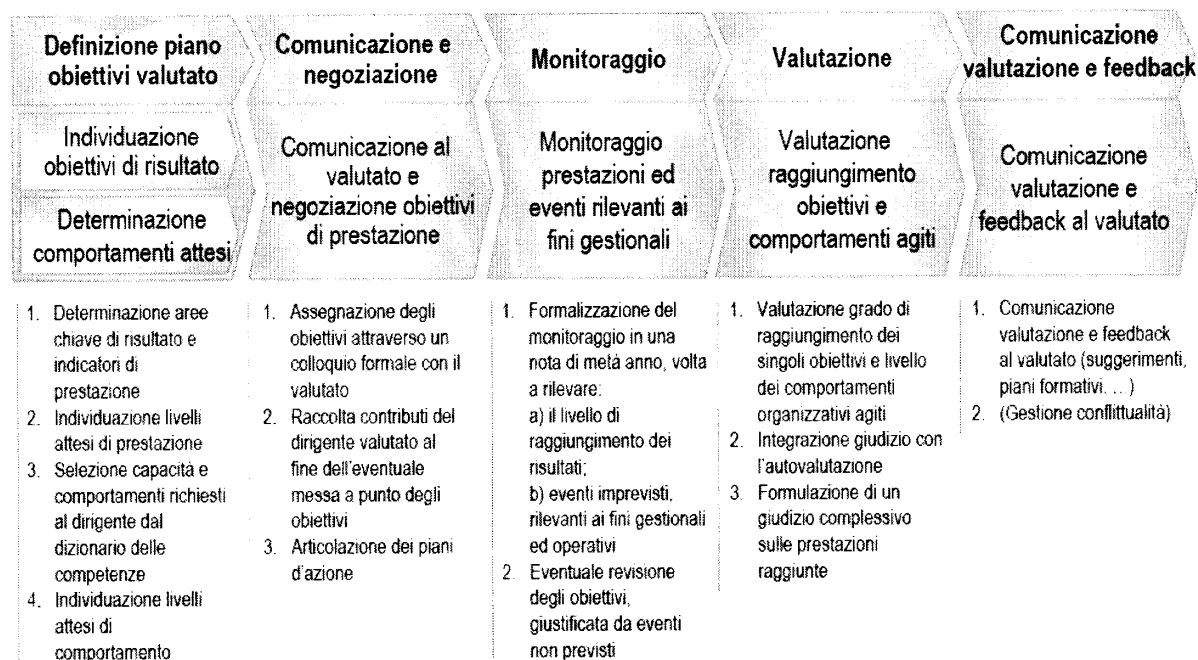 Definizione piano
obiettivi valutato
Comunicazione e
negoziazione
Monitoraggio
Valutazione
Comunicazione
valutazione e feedback
Individuazione
obiettivi di risultato
Determinazione
comportamenti attesi
Comunicazione al
valutato e
negoziazione obiettivi
di prestazione
Monitoraggio
prestazioni ed
eventi rilevanti ai
fini gestionali
Valutazione
raggiungimento
obiettivi e
comportamenti agiti
Comunicazione
valutazione e
feedback al valutato
1. Determinazione aree
chiave di risultato e
indicatori di
prestazione
2. Individuazione livelli
attesi di prestazione
3. Selezione capacità e
comportamenti richiesti
al dirigente dal
dizionario delle
competenze
4. Individuazione livelli
attesi di
comportamento
1. Assegnazione degli
obiettivi attraverso un
colloquio formale con il
valutato
2. Raccolta contributi del
dirigente valutato al
fine dell'eventuale
messa a punto degli
obiettivi
3. Articolazione dei piani
d'azione
1. Formalizzazione del
monitoraggio in una
nota di metà anno, volta
a rilevare:
a) il livello di
raggiungimento dei
risultati;
b) eventi imprevisti,
rilevanti ai fini gestionali
ed operativi
2. Eventuale revisione
degli obiettivi,
giustificata da eventi
non previsti
1. Valutazione grado di
raggiungimento dei
singoli obiettivi e livello
dei comportamenti
organizzativi agiti
2. Integrazione giudizio con
l'autovalutazione
3. Formulazione di un
giudizio complessivo
sulle prestazioni
raggiunte
1. Comunicazione
valutazione e feedback
al valutato (suggerimenti,
piani formativi, ...)
2. (Gestione conflittualità)